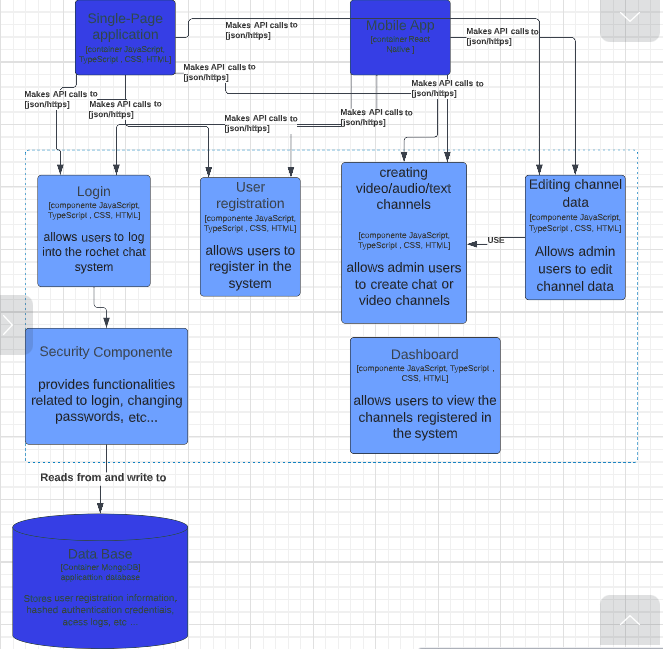 Single-Page
application
[container JavaScript,
TypeScript , CSS, HTML]
Mobile App
[container React
Native]
Makes API calls to
[json/https]
Makes API calls to
[json/https]
Makes API calls to
[json/https]
Makes API calls to
[json/https]
Makes API calls to
[json/https]
Makes API calls to
[json/https]
Makes API calls to
[json/https]
Makes API calls to
[json/https]
Login
[componente JavaScript,
TypeScript , CSS, HTML]
allows users to log
into the rochet chat
system
User
registration
[componente JavaScript,
TypeScript , CSS, HTML]
allows users to
register in the
system
creating
video/audio/text
channels
[componente JavaScript,
TypeScript , CSS, HTML]
allows admin users
to create chat or
video channels
USE
Editing channel
data
[componente JavaScript,
TypeScript , CSS, HTML]
Allows admin
users to edit
channel data
Security Componente
provides functionalities
related to login, changing
passwords, etc...
Dashboard
[componente JavaScript, TypeScript ,
CSS, HTML]
allows users to view the
channels registered in
the system
Reads from and write to
Data Base
[Container MongoDB]
application database
Stores user registration information,
hashed authentication credentials,
acess logs, etc ...